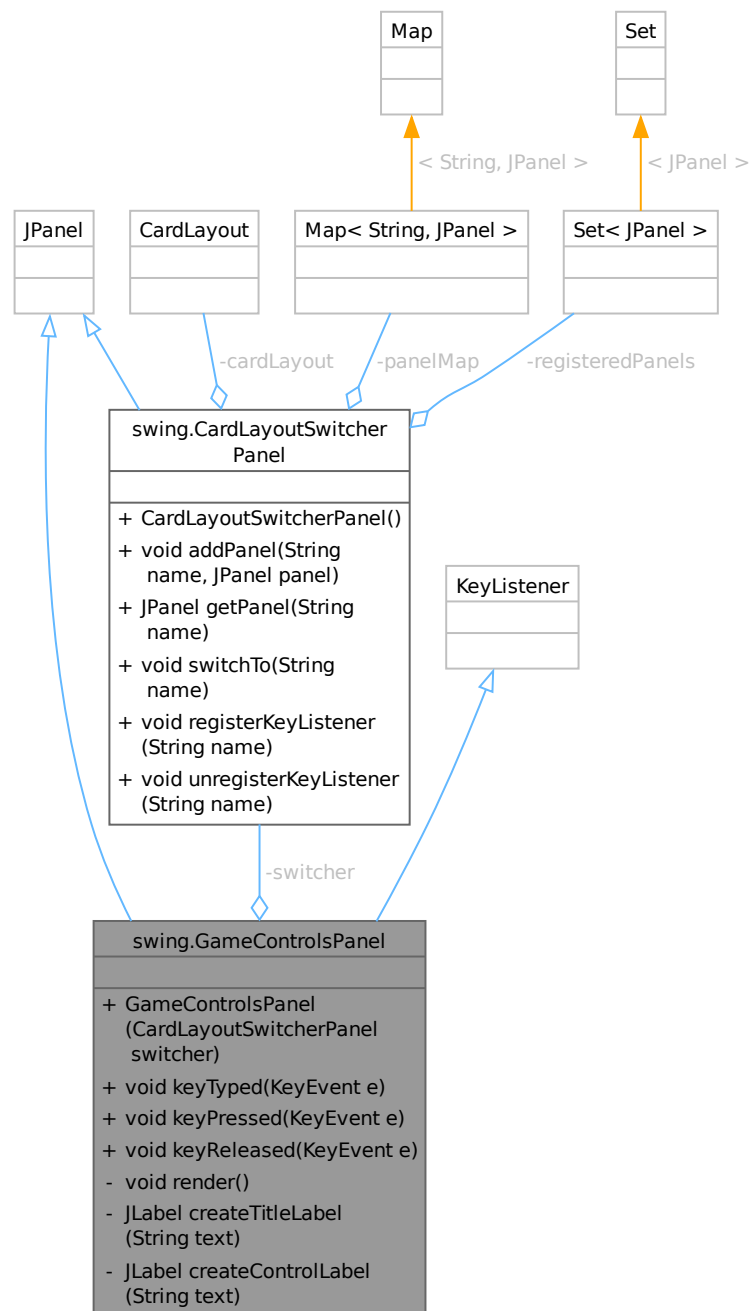 Map
Set
< String, JPanel >
< JPanel >
JPanel
CardLayout
Map< String, JPanel >
Set< JPanel >
-cardLayout
-panelMap
-registeredPanels
swing.CardLayoutSwitcher
Panel
+ CardLayoutSwitcherPanel()
+ void addPanel(String
name, JPanel panel)
+ JPanel getPanel(String
name)
+ void switchTo(String
name)
+ void registerKeyListener
(String name)
+ void unregisterKeyListener
(String name)
KeyListener
-switcher
swing.GameControlsPanel
+ GameControlsPanel
(CardLayoutSwitcherPanel
switcher)
+ void keyTyped(KeyEvent e)
+ void keyPressed(KeyEvent e)
+ void keyReleased(KeyEvent e)
- void render()
- JLabel createTitleLabel
(String text)
- JLabel createControlLabel
(String text)